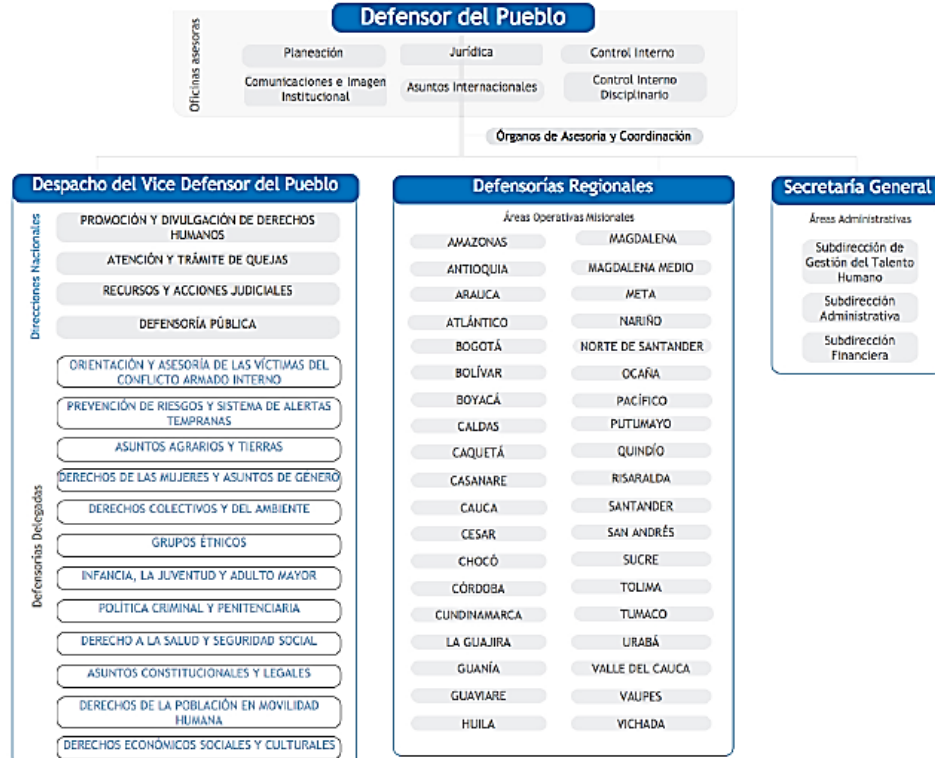 Defensor del Pueblo
Oficinas asesoras
Planeación
Jurídica
Control Interno
Comunicaciones e Imagen
Institucional
Asuntos Internacionales
Control Interno
Disciplinario
Órganos de Asesoría y Coordinación
Despacho del Vice Defensor del Pueblo
Direcciones Nacionales
PROMOCIÓN Y DIVULGACIÓN DE DERECHOS
HUMANOS
ATENCIÓN Y TRÁMITE DE QUEJAS
RECURSOS Y ACCIONES JUDICIALES
DEFENSORÍA PÚBLICA
Defensorías Delegadas
ORIENTACIÓN Y ASESORÍA DE LAS VÍCTIMAS DEL
CONFLICTO ARMADO INTERNO
PREVENCIÓN DE RIESGOS Y SISTEMA DE ALERTAS
TEMPRANAS
ASUNTOS AGRARIOS Y TIERRAS
DERECHOS DE LAS MUJERES Y ASUNTOS DE GÉNERO
DERECHOS COLECTIVOS Y DEL AMBIENTE
GRUPOS ÉTNICOS
INFANCIA, LA JUVENTUD Y ADULTO MAYOR
POLÍTICA CRIMINAL Y PENITENCIARIA
DERECHO A LA SALUD Y SEGURIDAD SOCIAL
ASUNTOS CONSTITUCIONALES Y LEGALES
DERECHOS DE LA POBLACIÓN EN MOVILIDAD
HUMANA
DERECHOS ECONÓMICOS SOCIALES Y CULTURALES
Defensorías Regionales
Áreas Operativas Misionales
AMAZONAS
ANTIOQUIA
ARAUCA
ATLÁNTICO
BOGOTÁ
BOLÍVAR
BOYACÁ
CALDAS
CAQUETÁ
CASANARE
CAUCA
CESAR
CHOCÓ
CÓRDOBA
CUNDINAMARCA
LA GUAJIRA
GUANÍA
GUAVIARE
HUILA
MAGDALENA
MAGDALENA MEDIO
META
NARIÑO
NORTE DE SANTANDER
OCAÑA
PACÍFICO
PUTUMAYO
QUINDÍO
RISARALDA
SANTANDER
SAN ANDRÉS
SUCRE
TOLIMA
TUMACO
URABÁ
VALLE DEL CAUCA
VAUPES
VICHADA
Secretaría General
Áreas Administrativas
Subdirección de
Gestión del Talento
Humano
Subdirección
Administrativa
Subdirección
Financiera